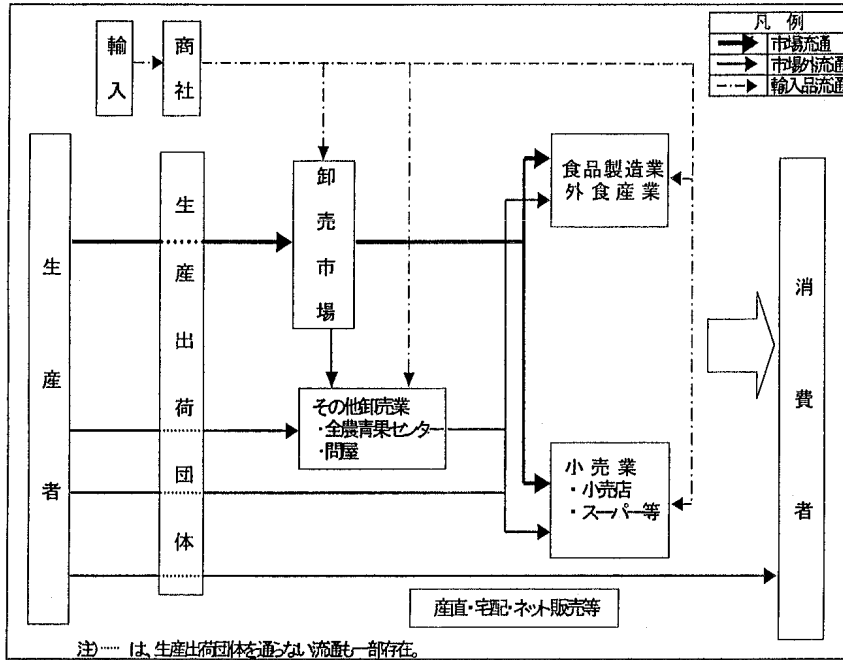 凡 例
市場流通
市場外流通
輸入品流通
輸入
商社
生産者
生産出荷団体
卸売市場
食品製造業
外食産業
その他卸売業
・全農青果センター
・問屋
小売業
・小売店
・スーパー等
消費者
産直・宅配・ネット販売等
注)…… は、生産出荷団体を通らない流通も一部存在。